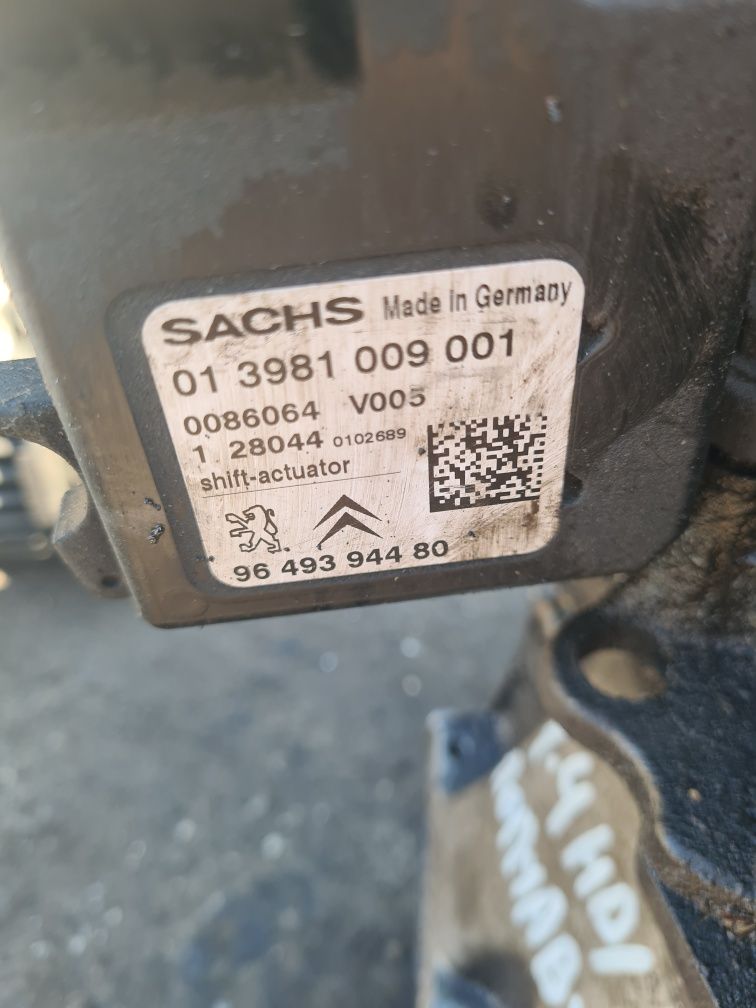 SACHS Made in Germany
01 3981 009 001
0086064 V005
1 28044 0102689
shift-actuator
96 493 944 80
1.4 HDI